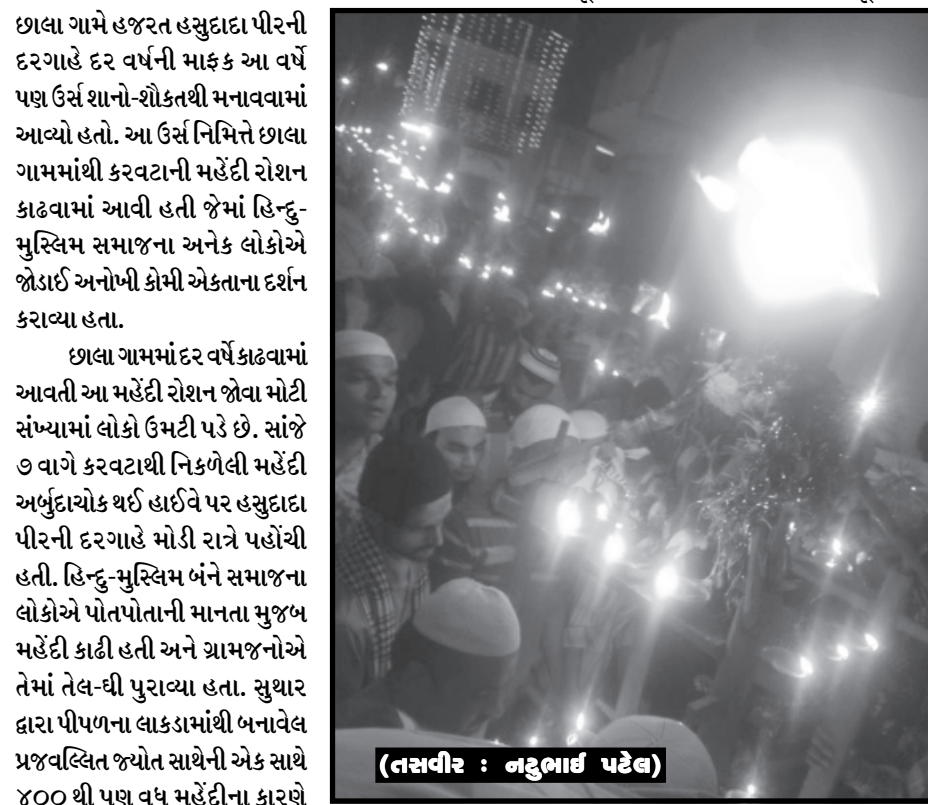 છાલા ગામે હજરત હસુદાદા પીરની
દરગાહે દર વર્ષની માફક આ વર્ષે
પણ ઉર્સ શાનો-શૌકતથી મનાવવામાં
આવ્યો હતો. આ ઉર્સ નિમિત્તે છાલા
ગામમાંથી કરવટાની મહેંદી રોશન
કાઢવામાં આવી હતી જેમાં હિન્દુ-
મુસ્લિમ સમાજના અનેક લોકોએ
જોડાઈ અનોખી કોમી એકતાના દર્શન
કરાવ્યા હતા.
છાલા ગામમાં દર વર્ષે કાઢવામાં
આવતી આ મહેંદી રોશન જોવા મોટી
સંખ્યામાં લોકો ઉમટી પડે છે. સાંજે
૭ વાગે કરવટાથી નિકળેલી મહેંદી
અર્બુદાચોક થઈ હાઈવે પર હસુદાદા
પીરની દરગાહે મોડી રાત્રે પહોંચી
હતી. હિન્દુ-મુસ્લિમ બંને સમાજના
લોકોએ પોતપોતાની માનતા મુજબ
મહેંદી કાઢી હતી અને ગ્રામજનોએ
તેમાં તેલ-ઘી પુરાવ્યા હતા. સુથાર
દ્વારા પીપળના લાકડામાંથી બનાવેલ
પ્રજવલ્લિત જ્યોત સાથેની એક સાથે
૪૦૦ થી પણ વધુ મહેંદીના કારણે
(તસવીર : નટુભાઈ પટેલ)